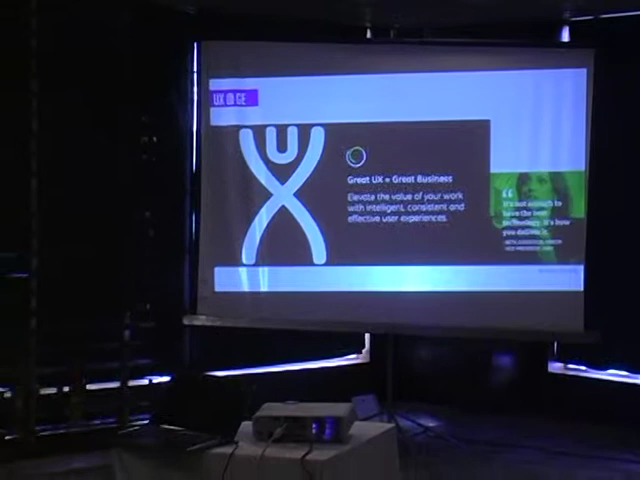 UX @ GE
UX
Great UX = Great Business
Elevate the value of your work
with intelligent, consistent and
effective user experiences.
“
It's not enough to
have the best
technology. It's how
you deliver it.